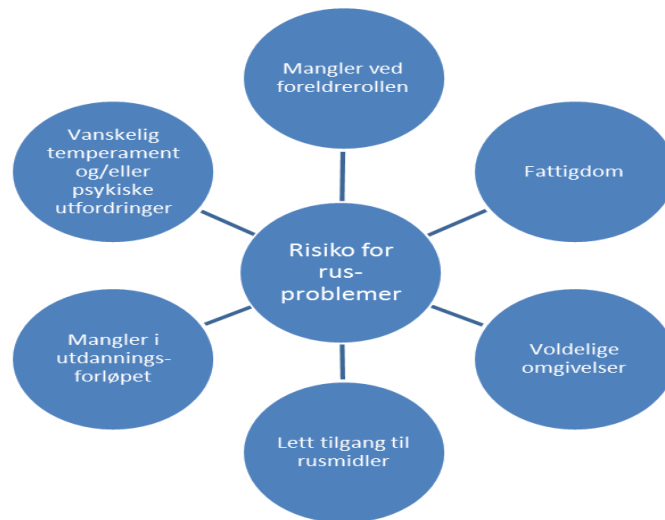 Mangler ved
foreldrerollen
Vanskelig
temperament
og/eller
psykiske
utfordringer
Fattigdom
Risiko for
rus-
problemer
Mangler i
utdannings-
forløpet
Voldelige
omgivelser
Lett tilgang til
rusmidler